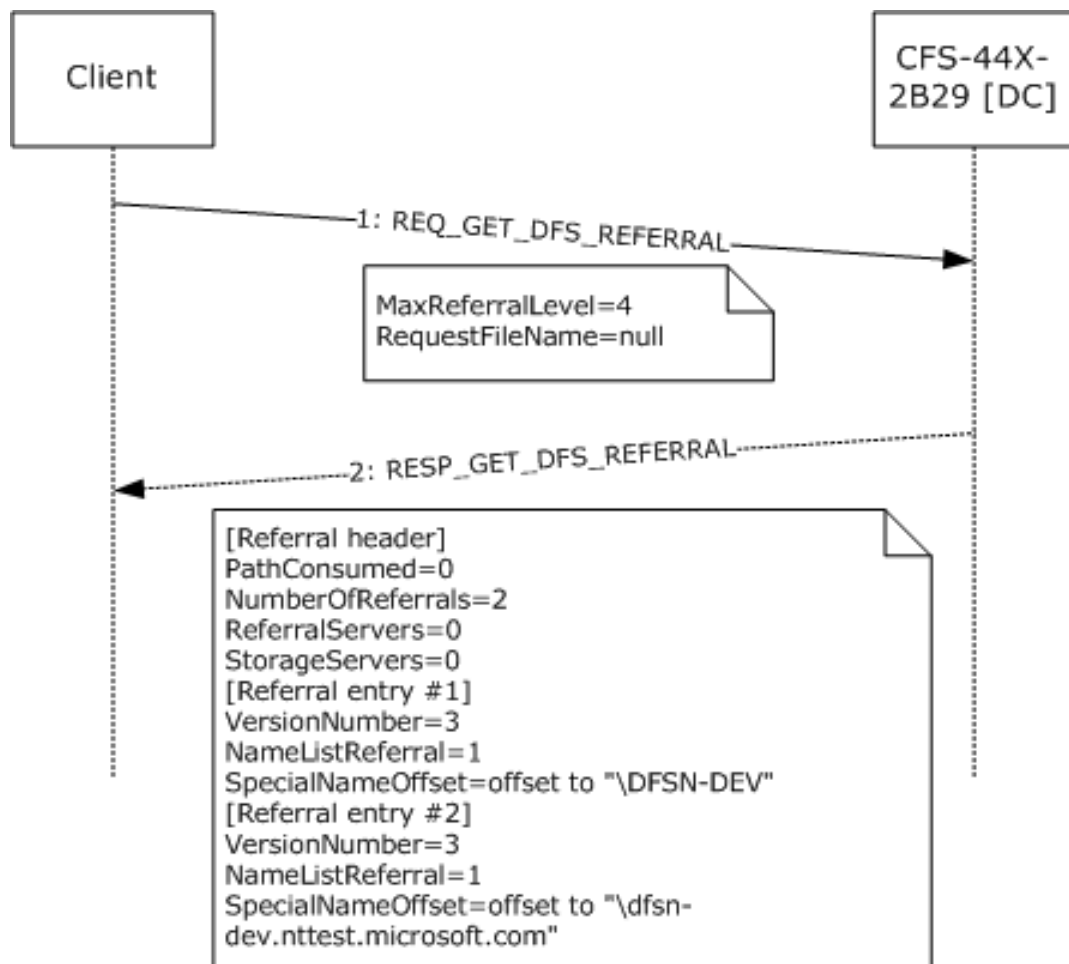 Client
CFS-44X-
2B29 [DC]
1: REQ_GET_DFS_REFERRAL
MaxReferralLevel=4
RequestFileName=null
2: RESP_GET_DFS_REFERRAL
[Referral header]
PathConsumed=0
NumberOfReferrals=2
ReferralServers=0
StorageServers=0
[Referral entry #1]
VersionNumber=3
NameListReferral=1
SpecialNameOffset=offset to "\DFSN-DEV"
[Referral entry #2]
VersionNumber=3
NameListReferral=1
SpecialNameOffset=offset to "\dfsn-
dev.nttest.microsoft.com"